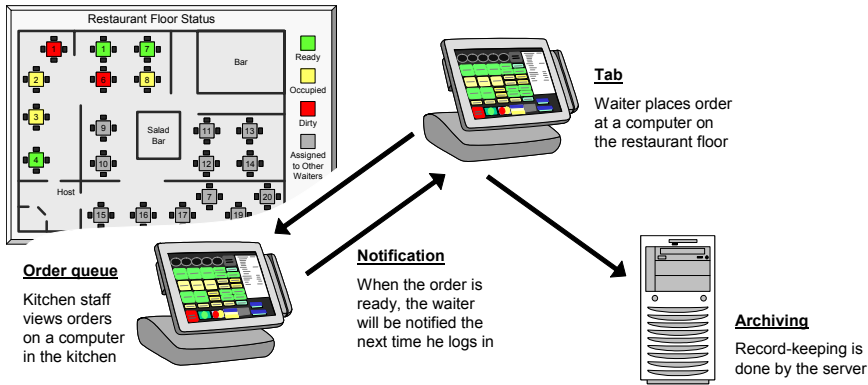 Restaurant Floor Status
1
1
7
Bar
Ready
2
6
8
Occupied
3
Dirty
9
Salad
Bar
11
13
Assigned
to Other
Waiters
4
10
12
14
Host
7
20
15
16
17
19
Tab
Waiter places order
at a computer on
the restaurant floor
Order queue
Kitchen staff
views orders
on a computer
in the kitchen
Notification
When the order is
ready, the waiter
will be notified the
next time he logs in
Archiving
Record-keeping is
done by the server